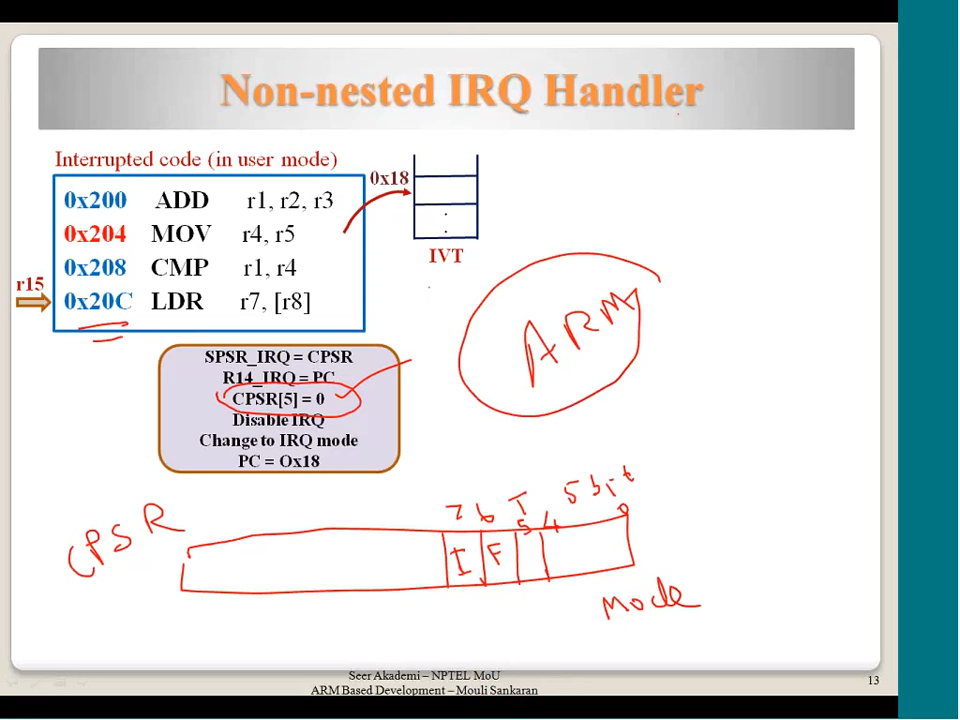 Non-nested IRQ Handler
Interrupted code (in user mode)
0x200 ADD r1, r2, r3
0x204 MOV r4, r5
0x208 CMP r1, r4
r15
0x20C LDR r7, [r8]
0x18
IVT
ARM
SPSR_IRQ = CPSR
R14_IRQ = PC
CPSR[5] = 0
Disable IRQ
Change to IRQ mode
PC = Ox18
CPSR
7 6 T 5 bit
5 4 0
I F
Mode
Seer Akademi – NPTEL MoU
ARM Based Development – Mouli Sankaran
13